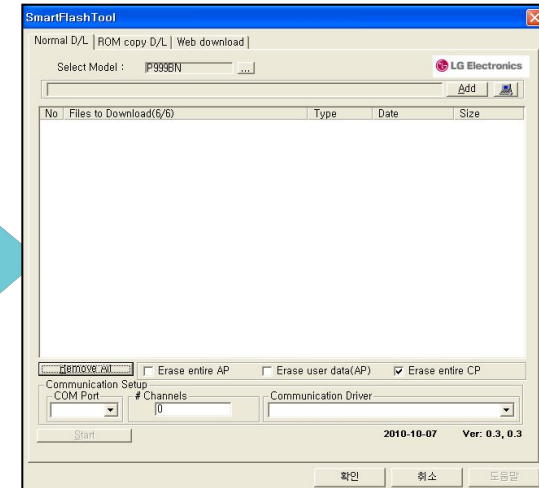 SmartFlashTool
Normal D/L ROM copy D/L Web download
Select Model : P999BN ... LG Electronics
Add
No Files to Download(6/6) Type Date Size
Remove All Erase entire AP Erase user data(AP) Erase entire CP
Communication Setup
COM Port # Channels Communication Driver
0
Start 2010-10-07 Ver: 0.3, 0.3
확인 취소 도움말